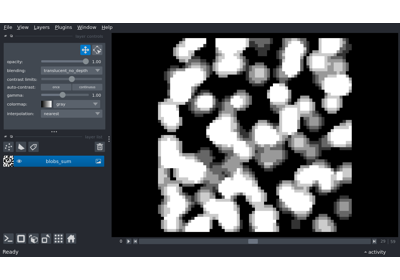 File View Layers Plugins Window Help
opacity: 1.00
blending: translucent_no_depth
contrast limits:
auto-contrast: once continuous
gamma: 1.00
colormap: gray
interpolation: nearest
blobs_sum
Ready
activity